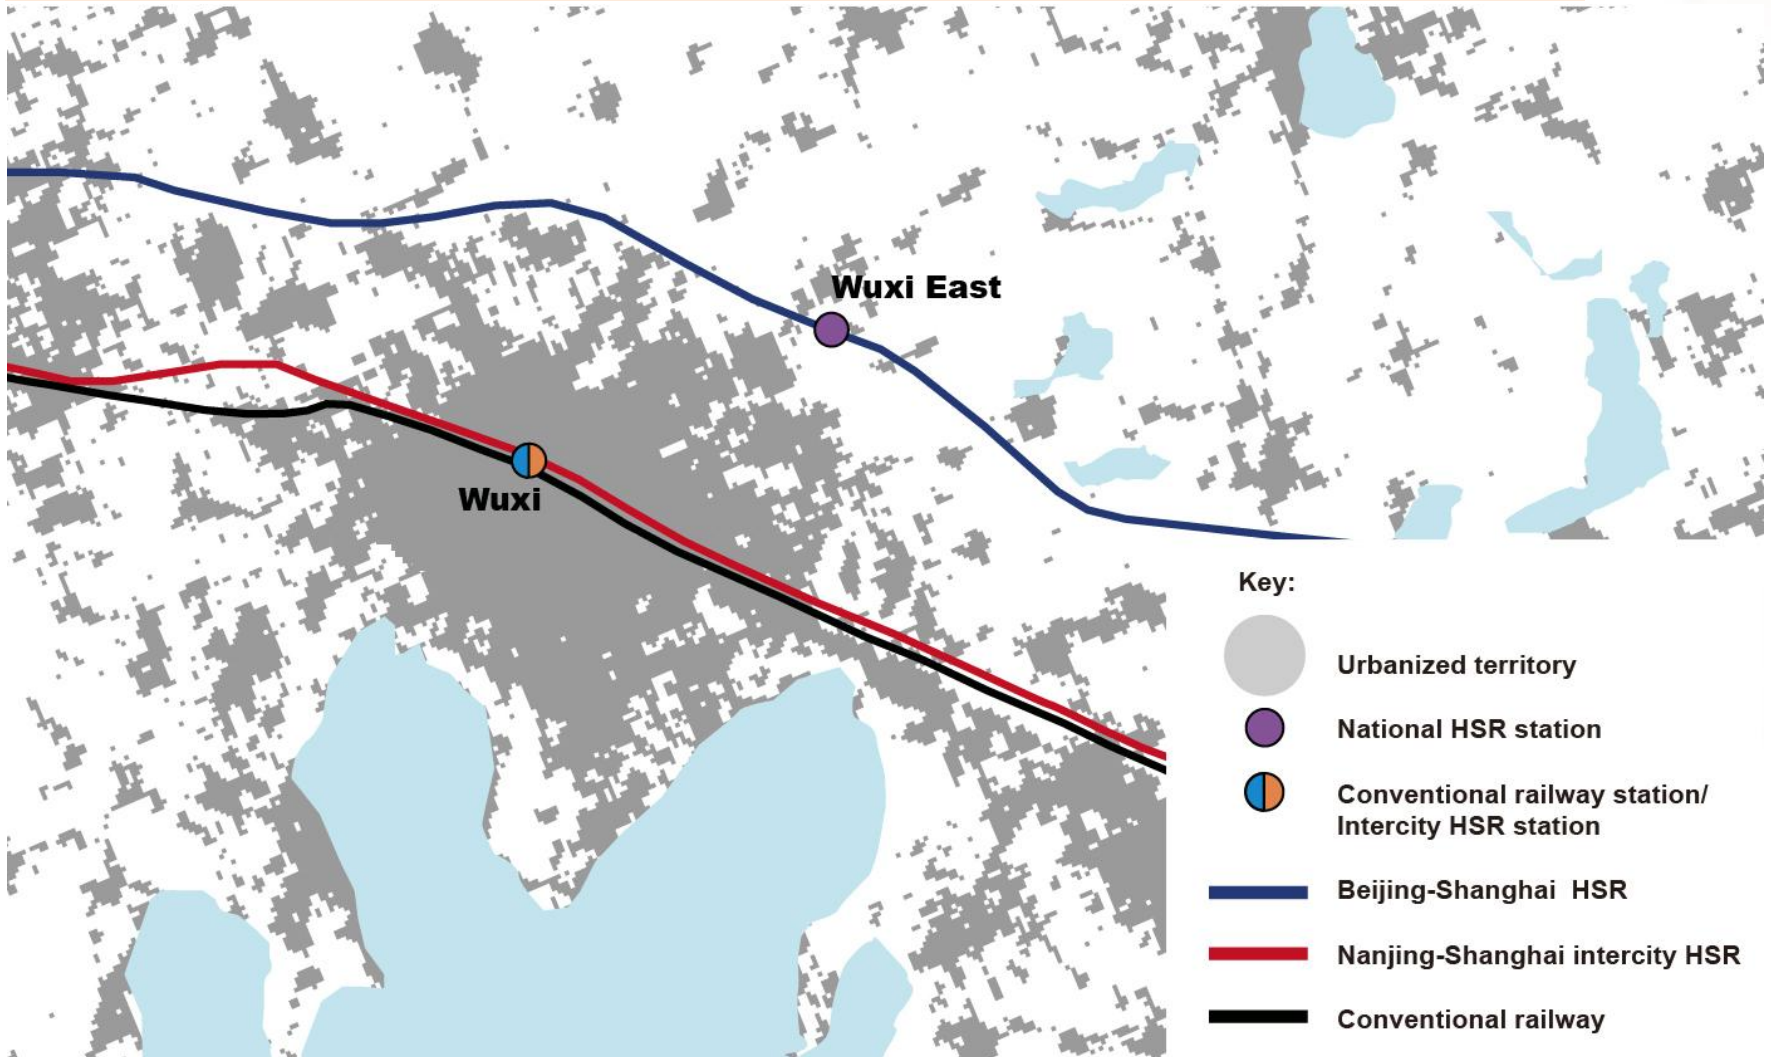 Wuxi East
Wuxi
Key:
Urbanized territory
National HSR station
Conventional railway station/
Intercity HSR station
Beijing-Shanghai HSR
Nanjing-Shanghai intercity HSR
Conventional railway